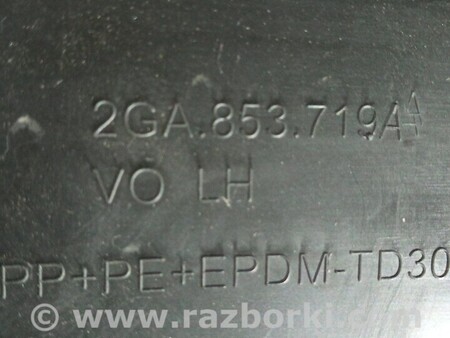 2GA.853.719A
VO LH
PP+PE+EPDM-TD30
www.razborki.com